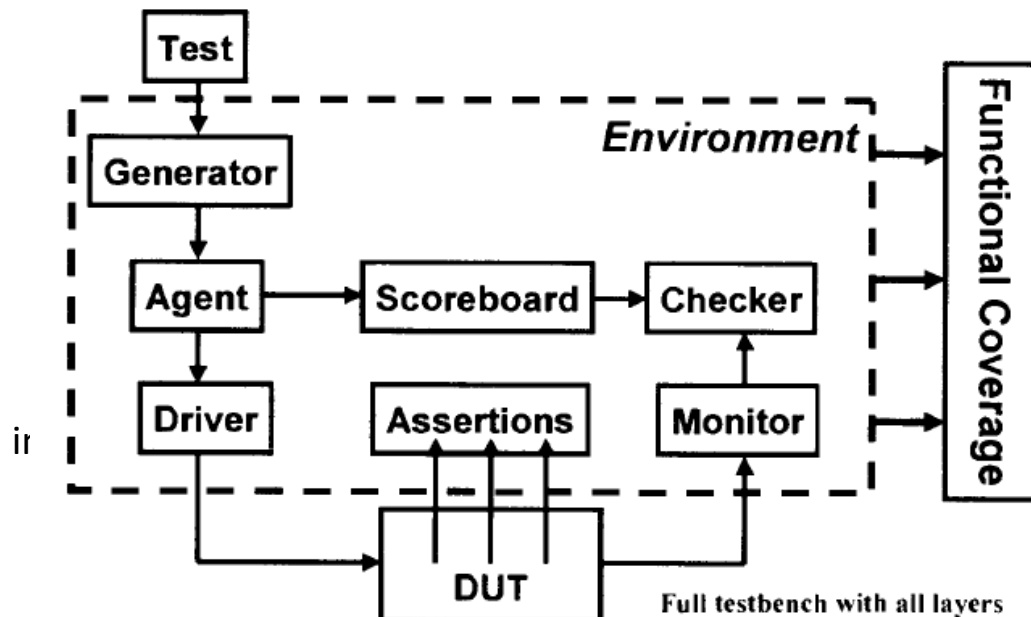 Test
Environment
Generator
Agent
Scoreboard
Checker
Driver
Assertions
Monitor
DUT
Functional Coverage
Full testbench with all layers